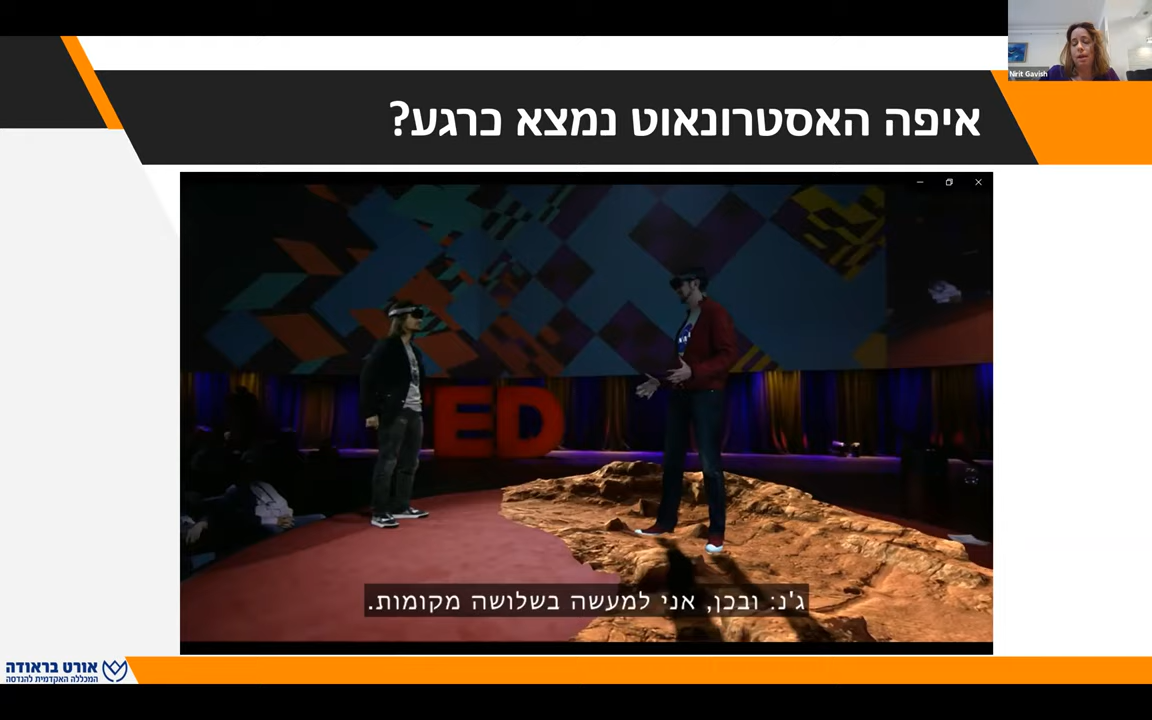 Nirit Gavish
איפה האסטרונאוט נמצא כרגע?
ED
ג'נ: ובכן, אני למעשה בשלושה מקומות.
אורט בראודה
המכללה האקדמית להנדסה